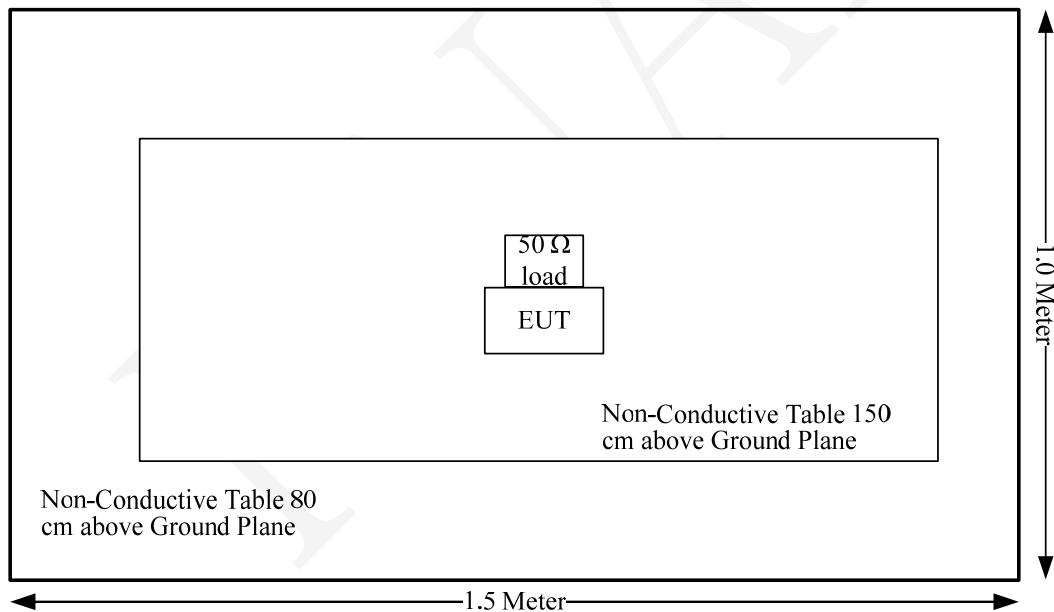 50 Ω
load
EUT
1.0 Meter
Non-Conductive Table 150
cm above Ground Plane
Non-Conductive Table 80
cm above Ground Plane
1.5 Meter